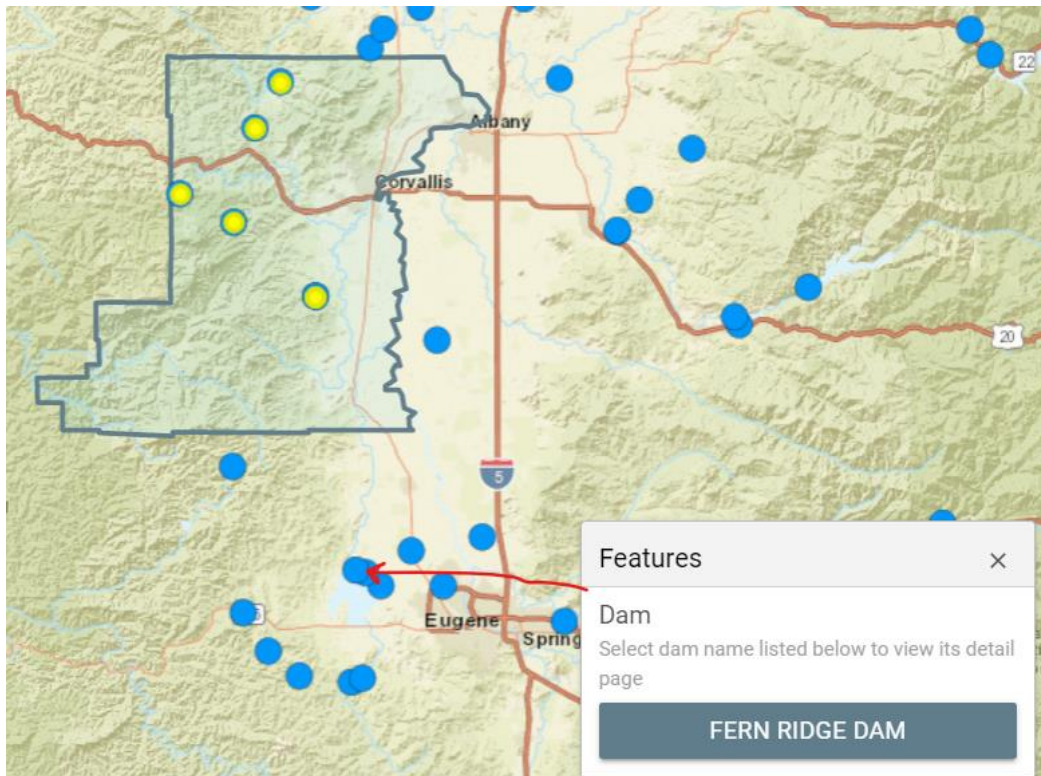 22
Albany
Corvallis
20
5
Features
Dam
Select dam name listed below to view its detail
page
Eugene
Spring
FERN RIDGE DAM